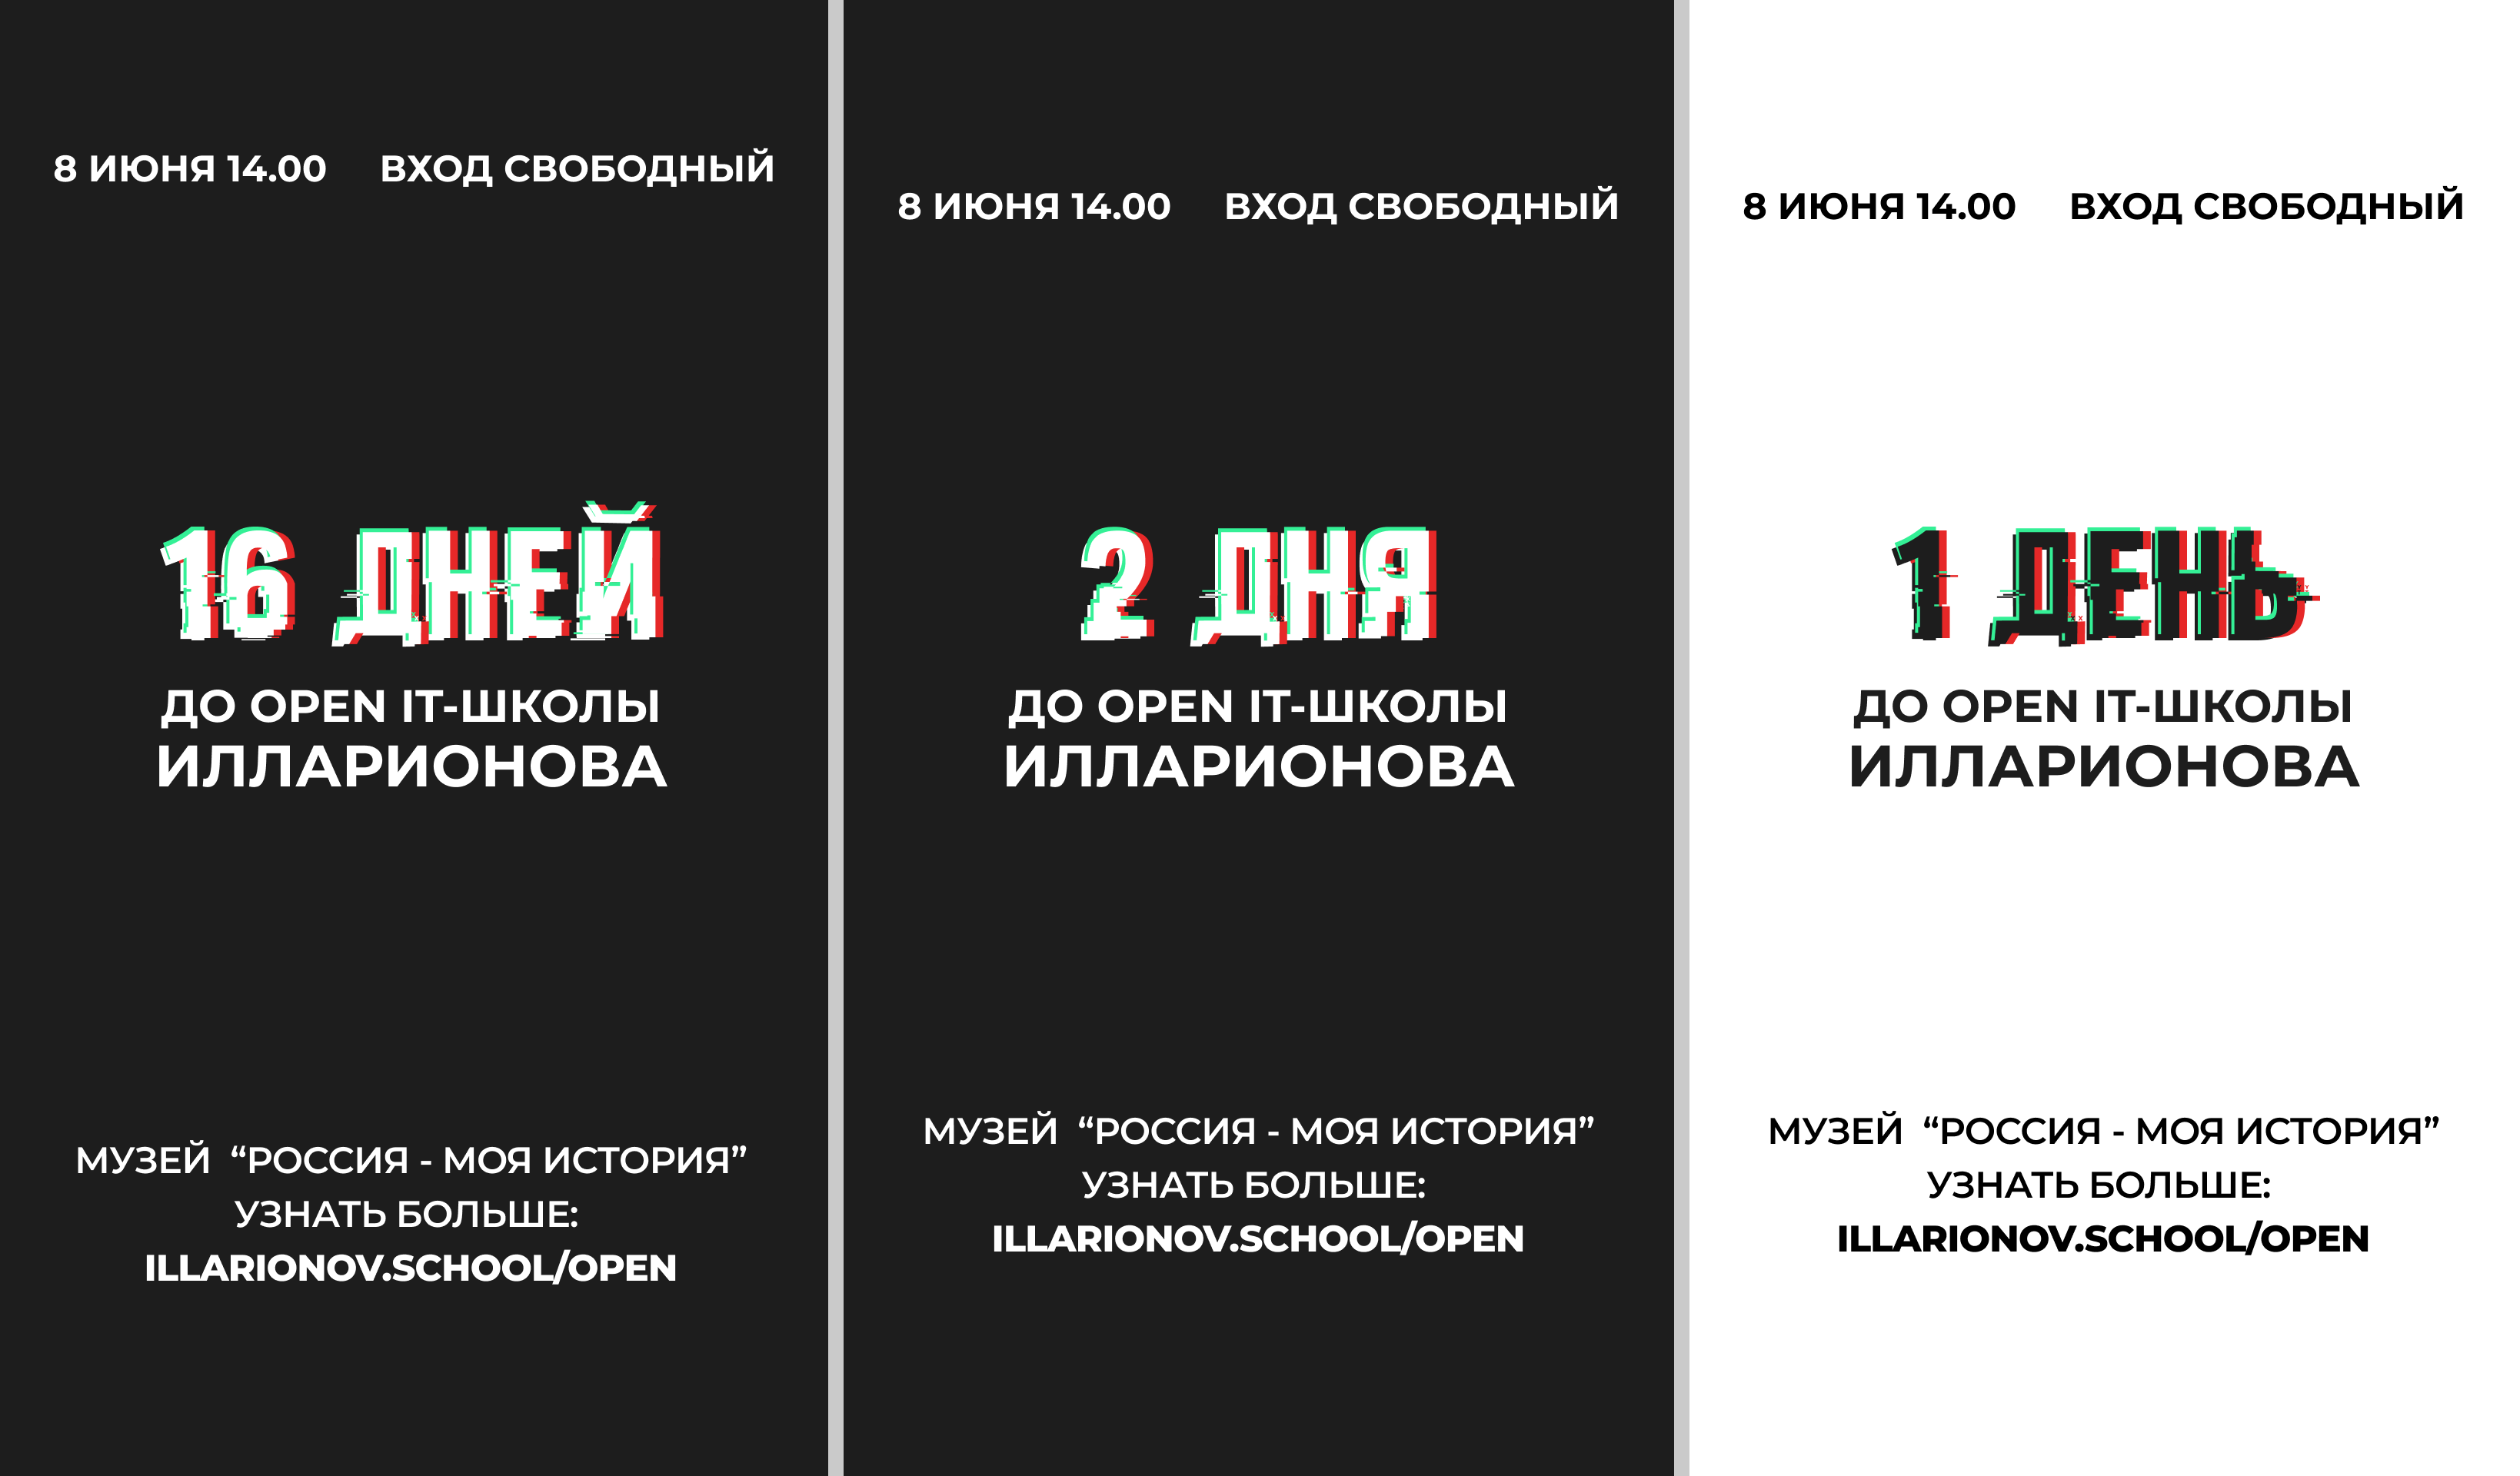 8 ИЮНЯ 14.00 ВХОД СВОБОДНЫЙ
16 ДНЕЙ
ДО OPEN IT-ШКОЛЫ
ИЛЛАРИОНОВА
МУЗЕЙ “РОССИЯ - МОЯ ИСТОРИЯ”
УЗНАТЬ БОЛЬШЕ:
ILLARIONOV.SCHOOL/OPEN
8 ИЮНЯ 14.00 ВХОД СВОБОДНЫЙ
2 ДНЯ
ДО OPEN IT-ШКОЛЫ
ИЛЛАРИОНОВА
МУЗЕЙ “РОССИЯ - МОЯ ИСТОРИЯ”
УЗНАТЬ БОЛЬШЕ:
ILLARIONOV.SCHOOL/OPEN
8 ИЮНЯ 14.00 ВХОД СВОБОДНЫЙ
1 ДЕНЬ
ДО OPEN IT-ШКОЛЫ
ИЛЛАРИОНОВА
МУЗЕЙ “РОССИЯ - МОЯ ИСТОРИЯ”
УЗНАТЬ БОЛЬШЕ:
ILLARIONOV.SCHOOL/OPEN